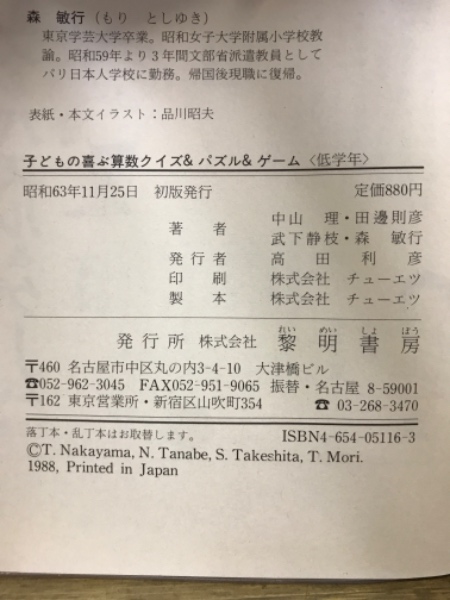 森 敏行(もり としゆき)
東京学芸大学卒業。昭和女子大学附属小学校教
諭。昭和59年より3年間文部省派遣教員として
パリ日本人学校に勤務。帰国後現職に復帰。
表紙・本文イラスト:品川昭夫
子どもの喜ぶ算数クイズ&パズル&ゲーム〈低学年〉
昭和63年11月25日 初版発行 定価880円
著者 中山 理・田邊則彦
武下静枝・森 敏行
発行者 高田利彦
印刷 株式会社 チューエツ
製本 株式会社 チューエツ
れい めい しょ ぼう
発行所 株式会社 黎明書房
〒460 名古屋市中区丸の内3-4-10 大津橋ビル
☎052-962-3045 FAX052-951-9065 振替・名古屋 8-59001
〒162 東京営業所・新宿区山吹町354 ☎ 03-268-3470
落丁本・乱丁本はお取替します。 ISBN4-654-05116-3
©T. Nakayama, N. Tanabe, S. Takeshita, T. Mori.
1988, Printed in Japan